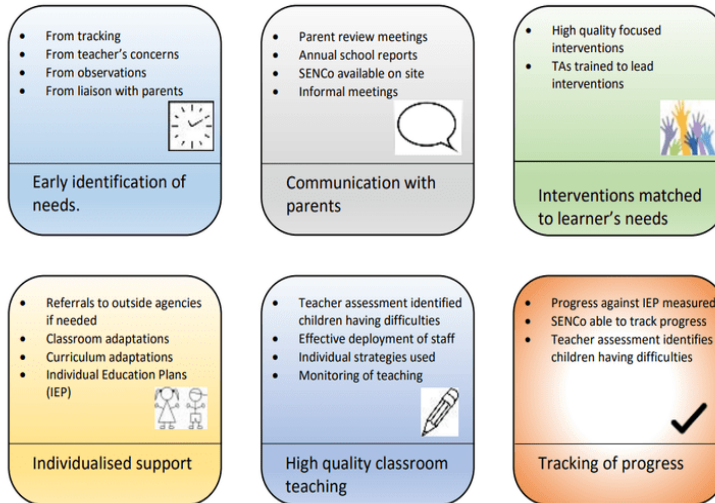 From tracking
From teacher's concerns
From observations
From liaison with parents
Early identification of
needs.
Parent review meetings
Annual school reports
SENCo available on site
Informal meetings
Communication with
parents
High quality focused
interventions
TAs trained to lead
interventions
Interventions matched
to learner's needs
Referrals to outside agencies
if needed
Classroom adaptations
Curriculum adaptations
Individual Education Plans
(IEP)
Individualised support
Teacher assessment identified
children having difficulties
Effective deployment of staff
Individual strategies used
Monitoring of teaching
High quality classroom
teaching
Progress against IEP measured
SENCo able to track progress
Teacher assessment identifies
children having difficulties
Tracking of progress